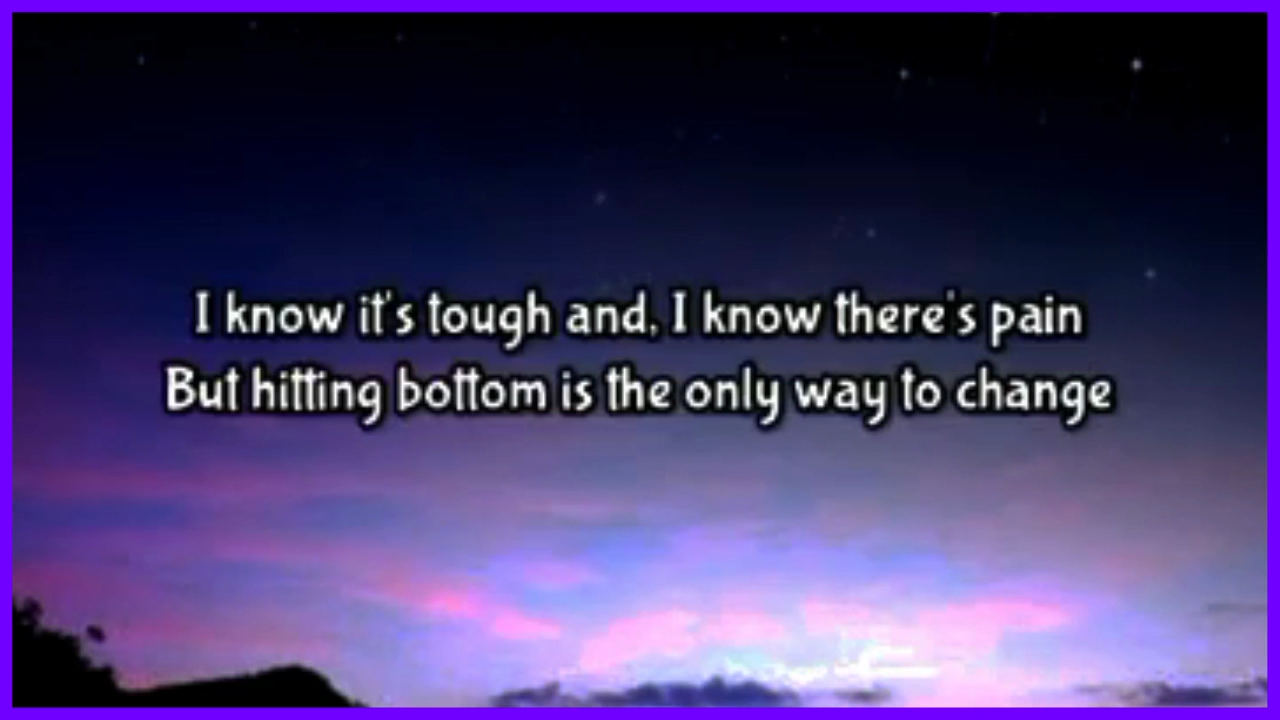 I know it's tough and, I know there's pain
But hitting bottom is the only way to change